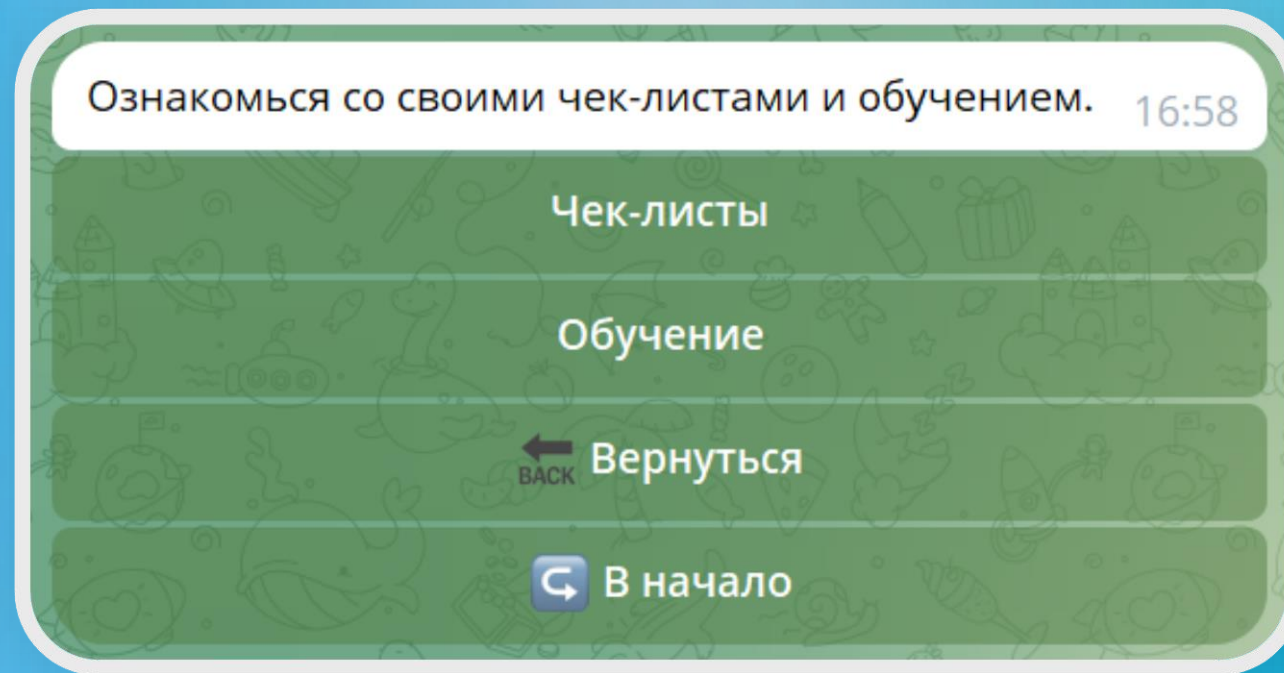 Ознакомься со своими чек-листами и обучением. 16:58
Чек-листы
Обучение
BACK Вернуться
В начало